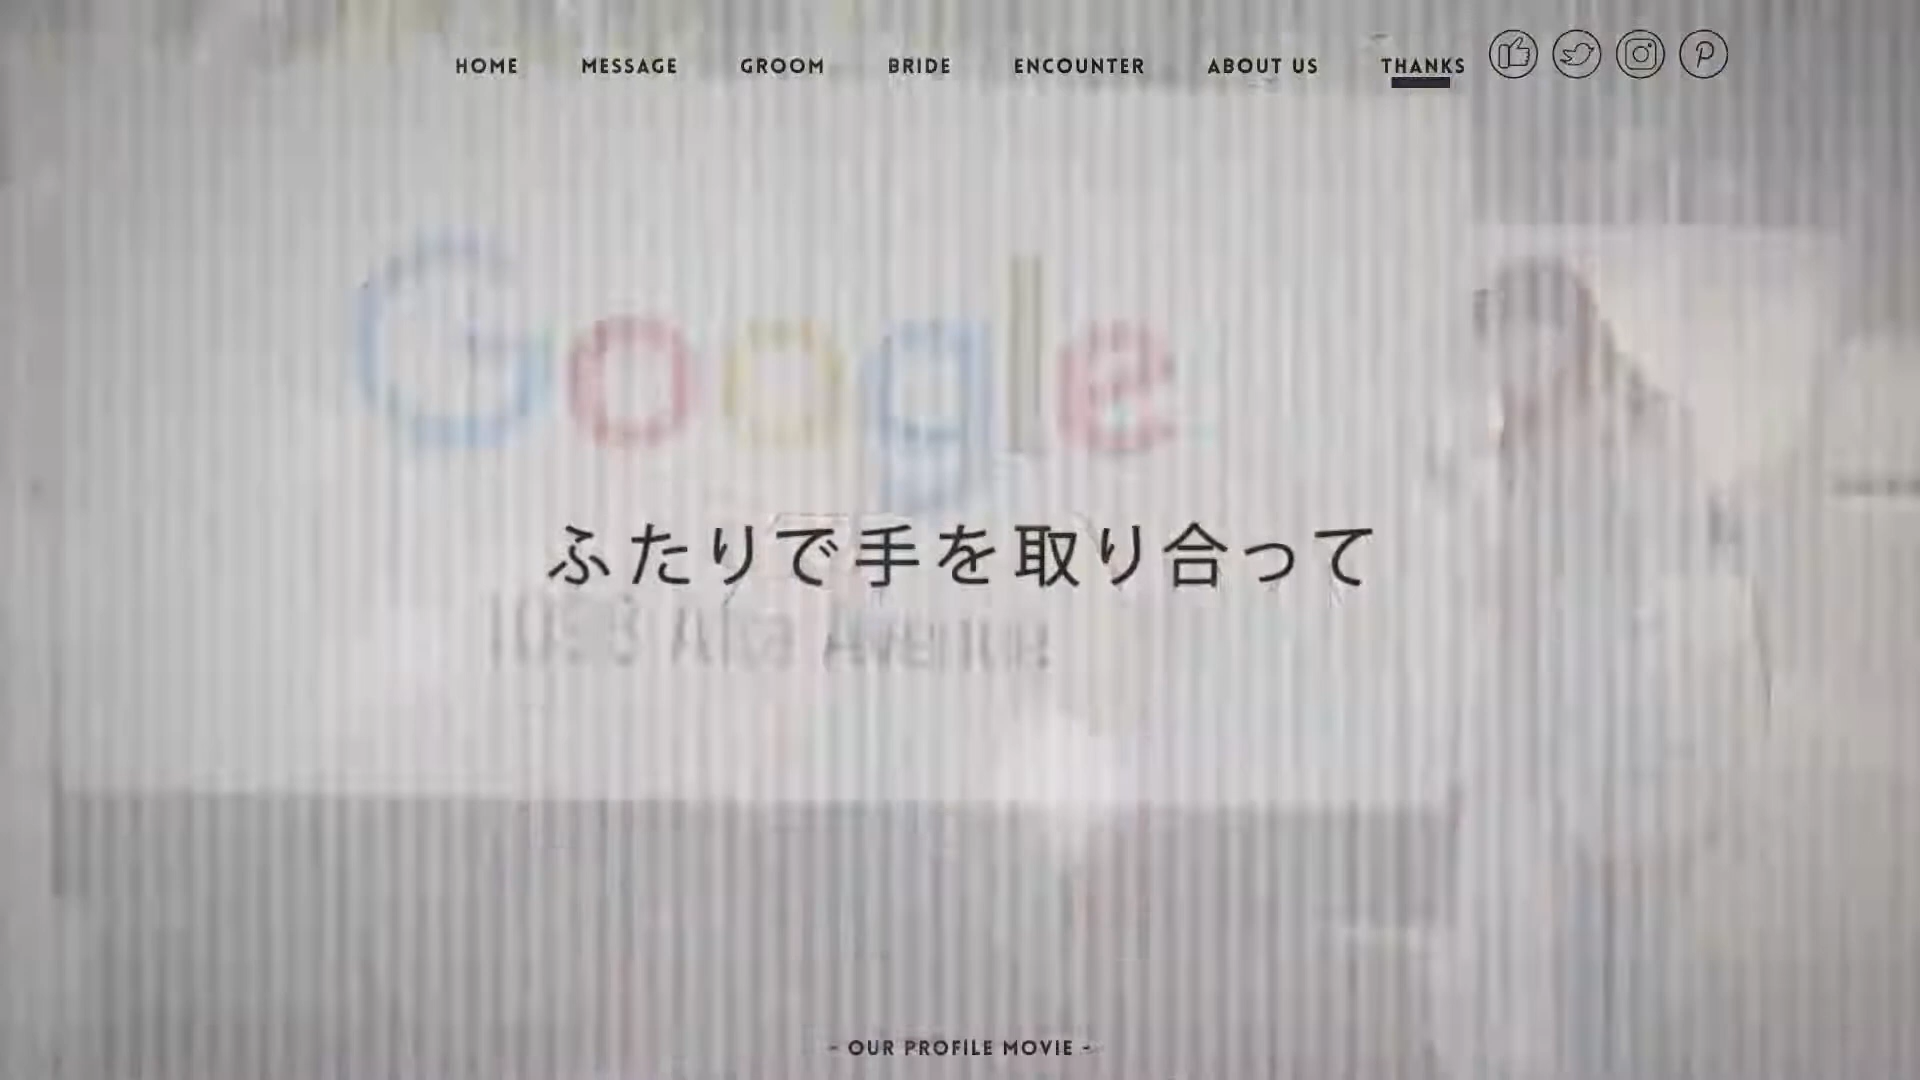 HOME MESSAGE GROOM BRIDE ENCOUNTER ABOUT US THANKS
Google
ふたりで手を取り合って
Avenue
- OUR PROFILE MOVIE -